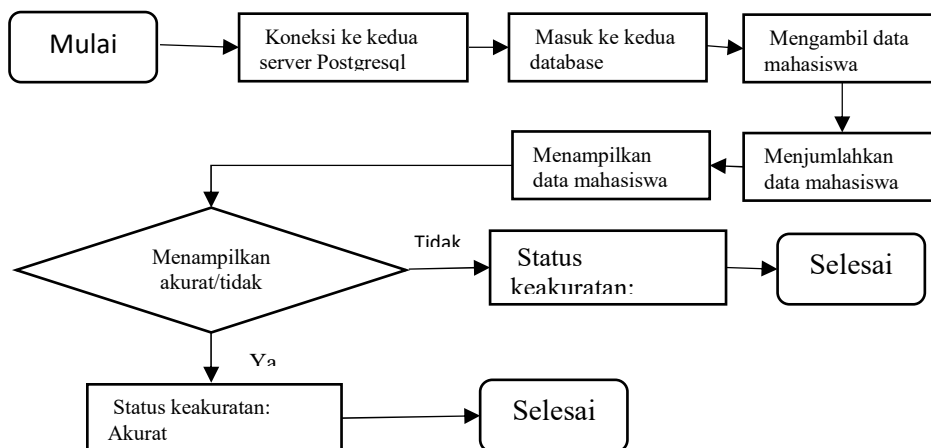 Mulai
Koneksi ke kedua
server Postgresql
Masuk ke kedua
database
Mengambil data
mahasiswa
Menjumlahkan
data mahasiswa
Menampilkan
data mahasiswa
Menampilkan
akurat/tidak
Tidak
Status
keakuratan:
Selesai
Ya
Status keakuratan:
Akurat
Selesai